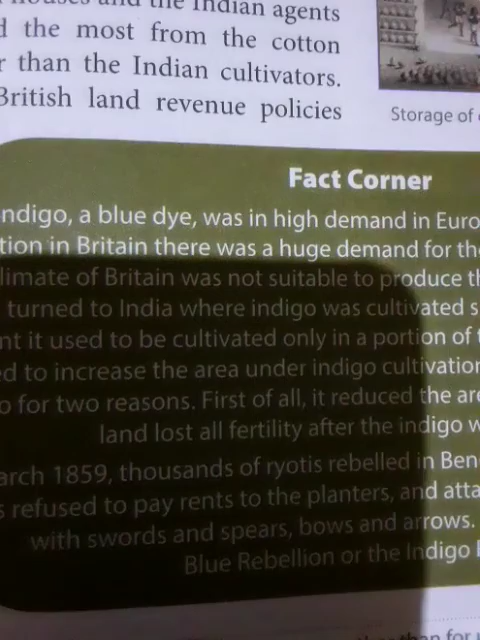 the Indian agents
the most from the cotton
than the Indian cultivators.
British land revenue policies
Storage of
Fact Corner
ndigo, a blue dye, was in high demand in Euro
tion in Britain there was a huge demand for th
limate of Britain was not suitable to produce th
turned to India where indigo was cultivated s
nt it used to be cultivated only in a portion of t
ed to increase the area under indigo cultivation
o for two reasons. First of all, it reduced the are
land lost all fertility after the indigo w
arch 1859, thousands of ryotis rebelled in Ben
s refused to pay rents to the planters, and atta
with swords and spears, bows and arrows.
Blue Rebellion or the Indigo